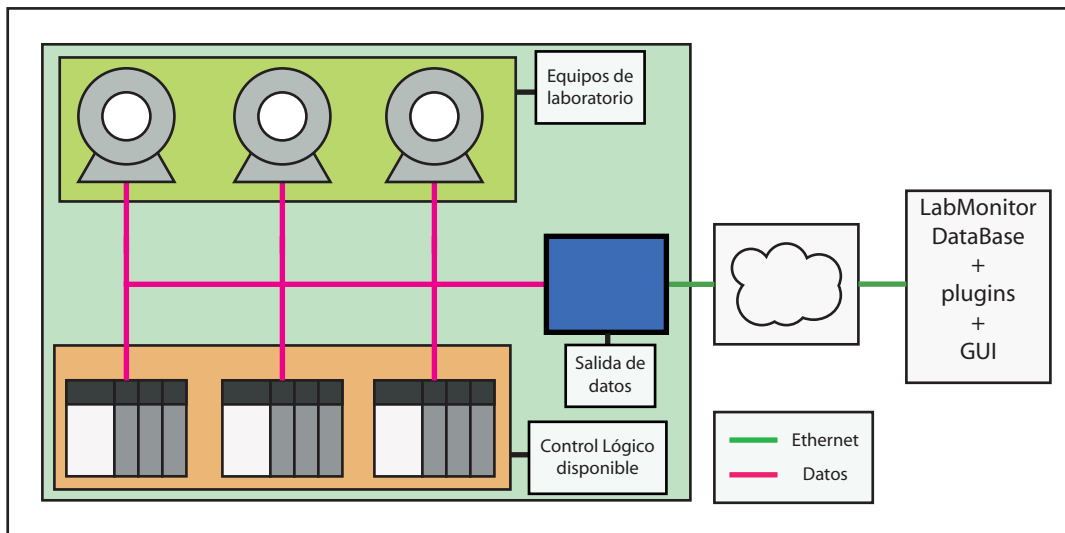 Equipos de
laboratorio
LabMonitor
DataBase
+
plugins
+
GUI
Salida de
datos
Control Lógico
disponible
Ethernet
Datos